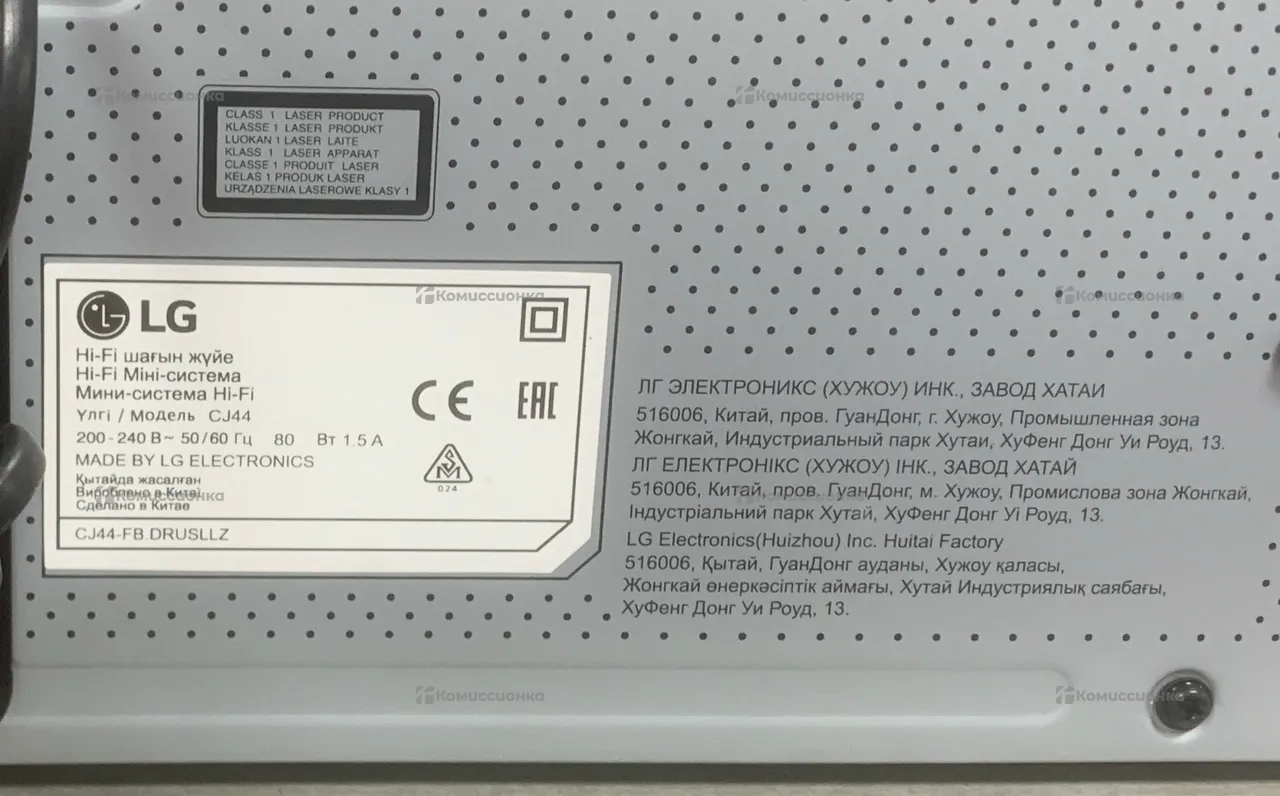 CLASS 1 LASER PRODUCT
KLASSE 1 LASER PRODUKT
LUOKAN 1 LASER LAITE
KLASS 1 LASER APPARAT
CLASSE 1 PRODUIT LASER
KELAS 1 PRODUK LASER
URZĄDZENIA LASEROWE KLASY 1
LG
Hi-Fi шағын жүйе
Hi-Fi Міні-система
Мини-система Hi-Fi
Үлгі / Модель CJ44
200-240 В~ 50/60 Гц 80 Вт 1.5 А
MADE BY LG ELECTRONICS
Қытайда жасалған
Вироблено в Китаї
Сделано в Китае
CJ44-FB.DRUSLLZ
CE
EAC
024
ЛГ ЭЛЕКТРОНИКС (ХУЖОУ) ИНК., ЗАВОД ХАТАИ
516006, Китай, пров. ГуанДонг, г. Хужоу, Промышленная зона
Жонгкай, Индустриальный парк Хутаи, ХуФенг Донг Уи Роуд, 13.
ЛГ ЕЛЕКТРОНІКС (ХУЖОУ) ІНК., ЗАВОД ХАТАЙ
516006, Китай, пров. ГуанДонг, м. Хужоу, Промислова зона Жонгкай,
Індустріальний парк Хутай, ХуФенг Донг Уі Роуд, 13.
LG Electronics(Huizhou) Inc. Huitai Factory
516006, Қытай, ГуанДонг ауданы, Хужоу қаласы,
Жонгкай өнеркәсіптік аймағы, Хутай Индустриялық саябағы,
ХуФенг Донг Уи Роуд, 13.
Комиссионка
Комиссионка
Комиссионка
Комиссионка
Комиссионка
Комиссионка
Комиссионка
Комиссионка